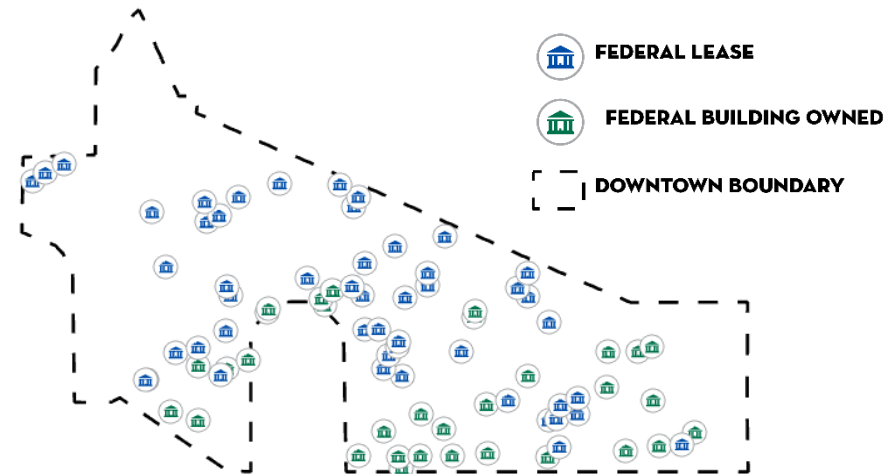 FEDERAL LEASE
FEDERAL BUILDING OWNED
DOWNTOWN BOUNDARY